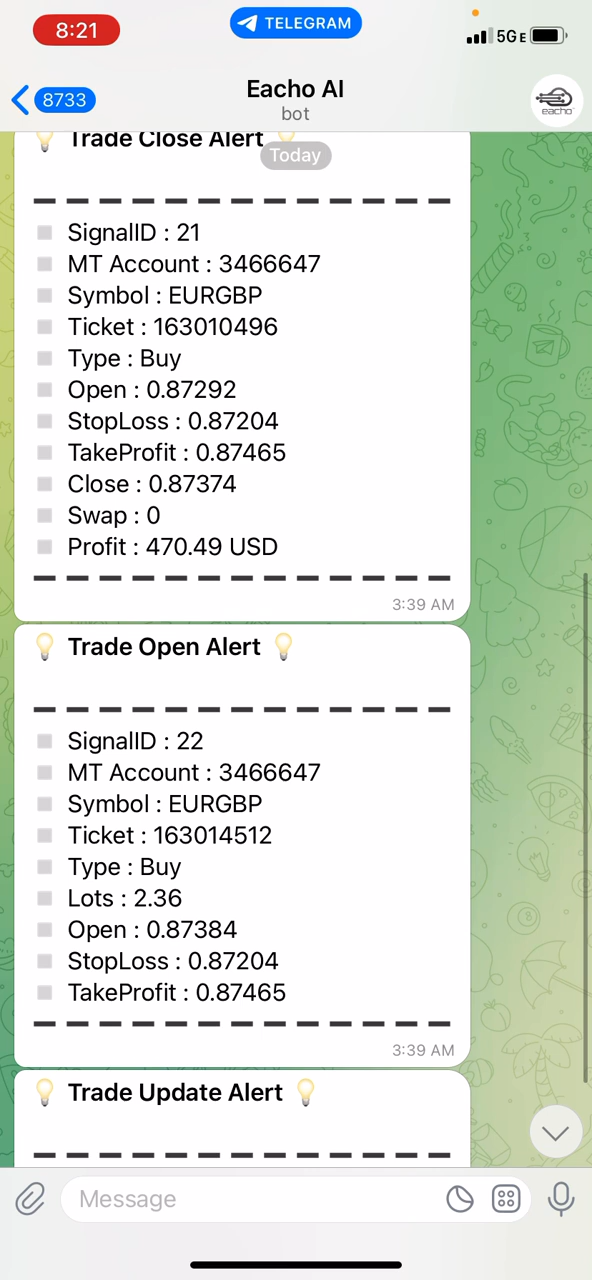 8:21
TELEGRAM
5G E
8733
Eacho AI
bot
eacho
Trade Close Alert
Today
SignalID : 21
MT Account : 3466647
Symbol : EURGBP
Ticket : 163010496
Type : Buy
Open : 0.87292
StopLoss : 0.87204
TakeProfit : 0.87465
Close : 0.87374
Swap : 0
Profit : 470.49 USD
3:39 AM
Trade Open Alert
SignalID : 22
MT Account : 3466647
Symbol : EURGBP
Ticket : 163014512
Type : Buy
Lots : 2.36
Open : 0.87384
StopLoss : 0.87204
TakeProfit : 0.87465
3:39 AM
Trade Update Alert
Message